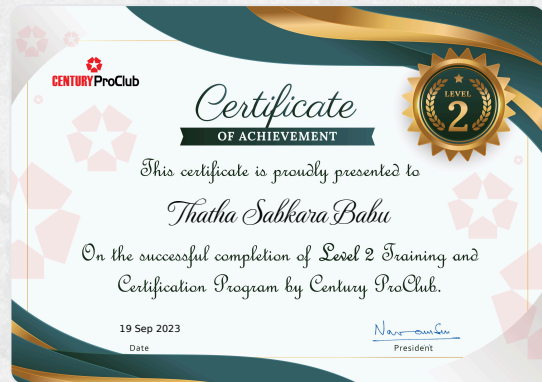 CENTURY ProClub
Certificate
OF ACHIEVEMENT
LEVEL
2
This certificate is proudly presented to
Thatha Sabkara Babu
On the successful completion of Level 2 Training and
Certification Program by Century ProClub.
19 Sep 2023
Date
President